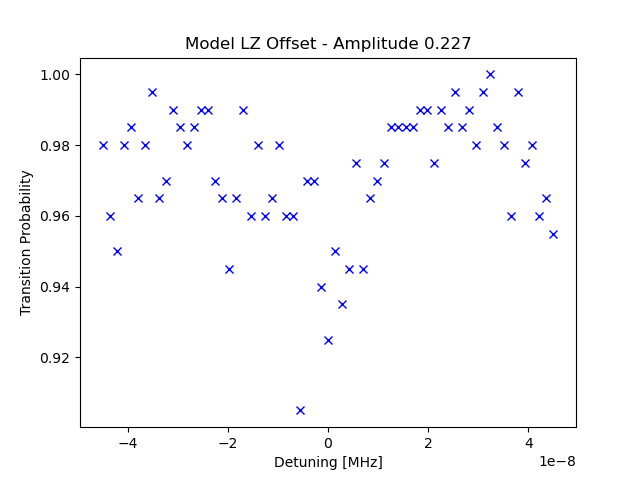 Model LZ Offset - Amplitude 0.227
Transition Probability
1.00
0.98
0.96
0.94
0.92
−4
−2
0
2
4
1e−8
Detuning [MHz]